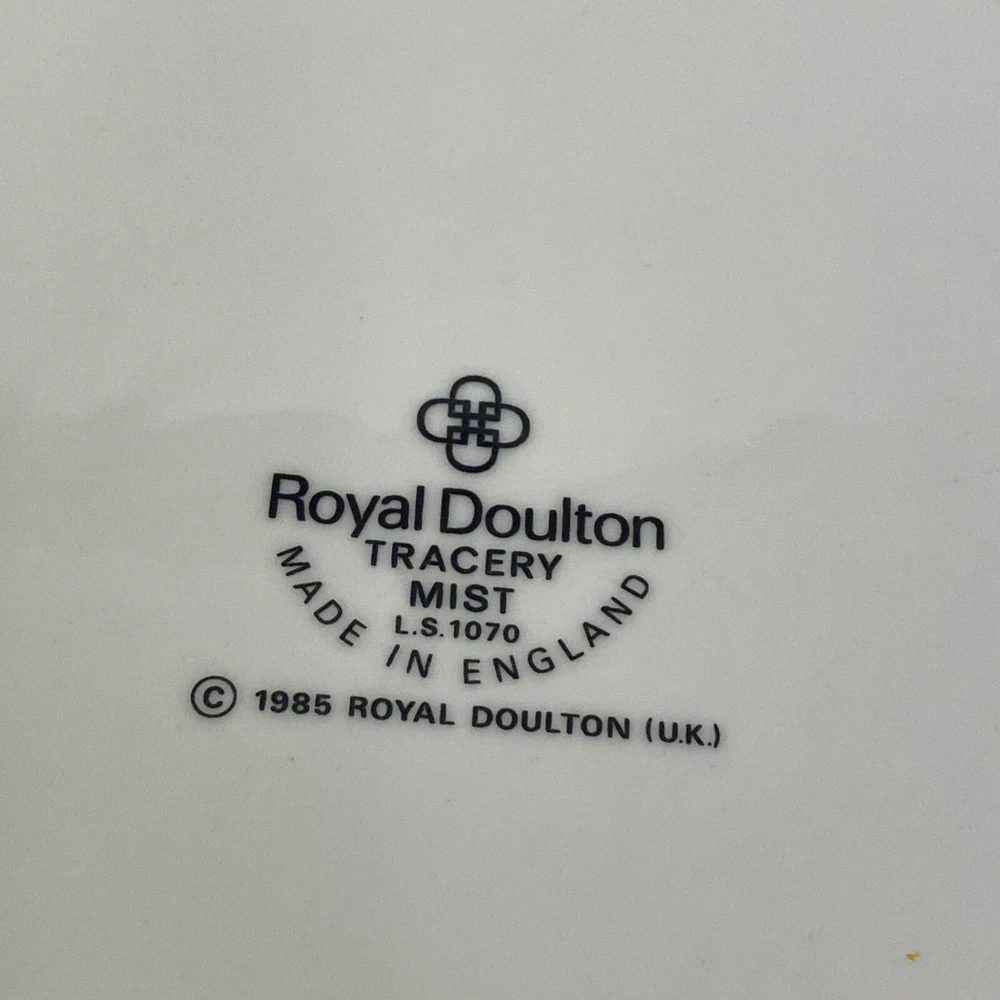 Royal Doulton
TRACERY
MIST
L.S.1070
MADE IN ENGLAND
© 1985 ROYAL DOULTON (U.K.)